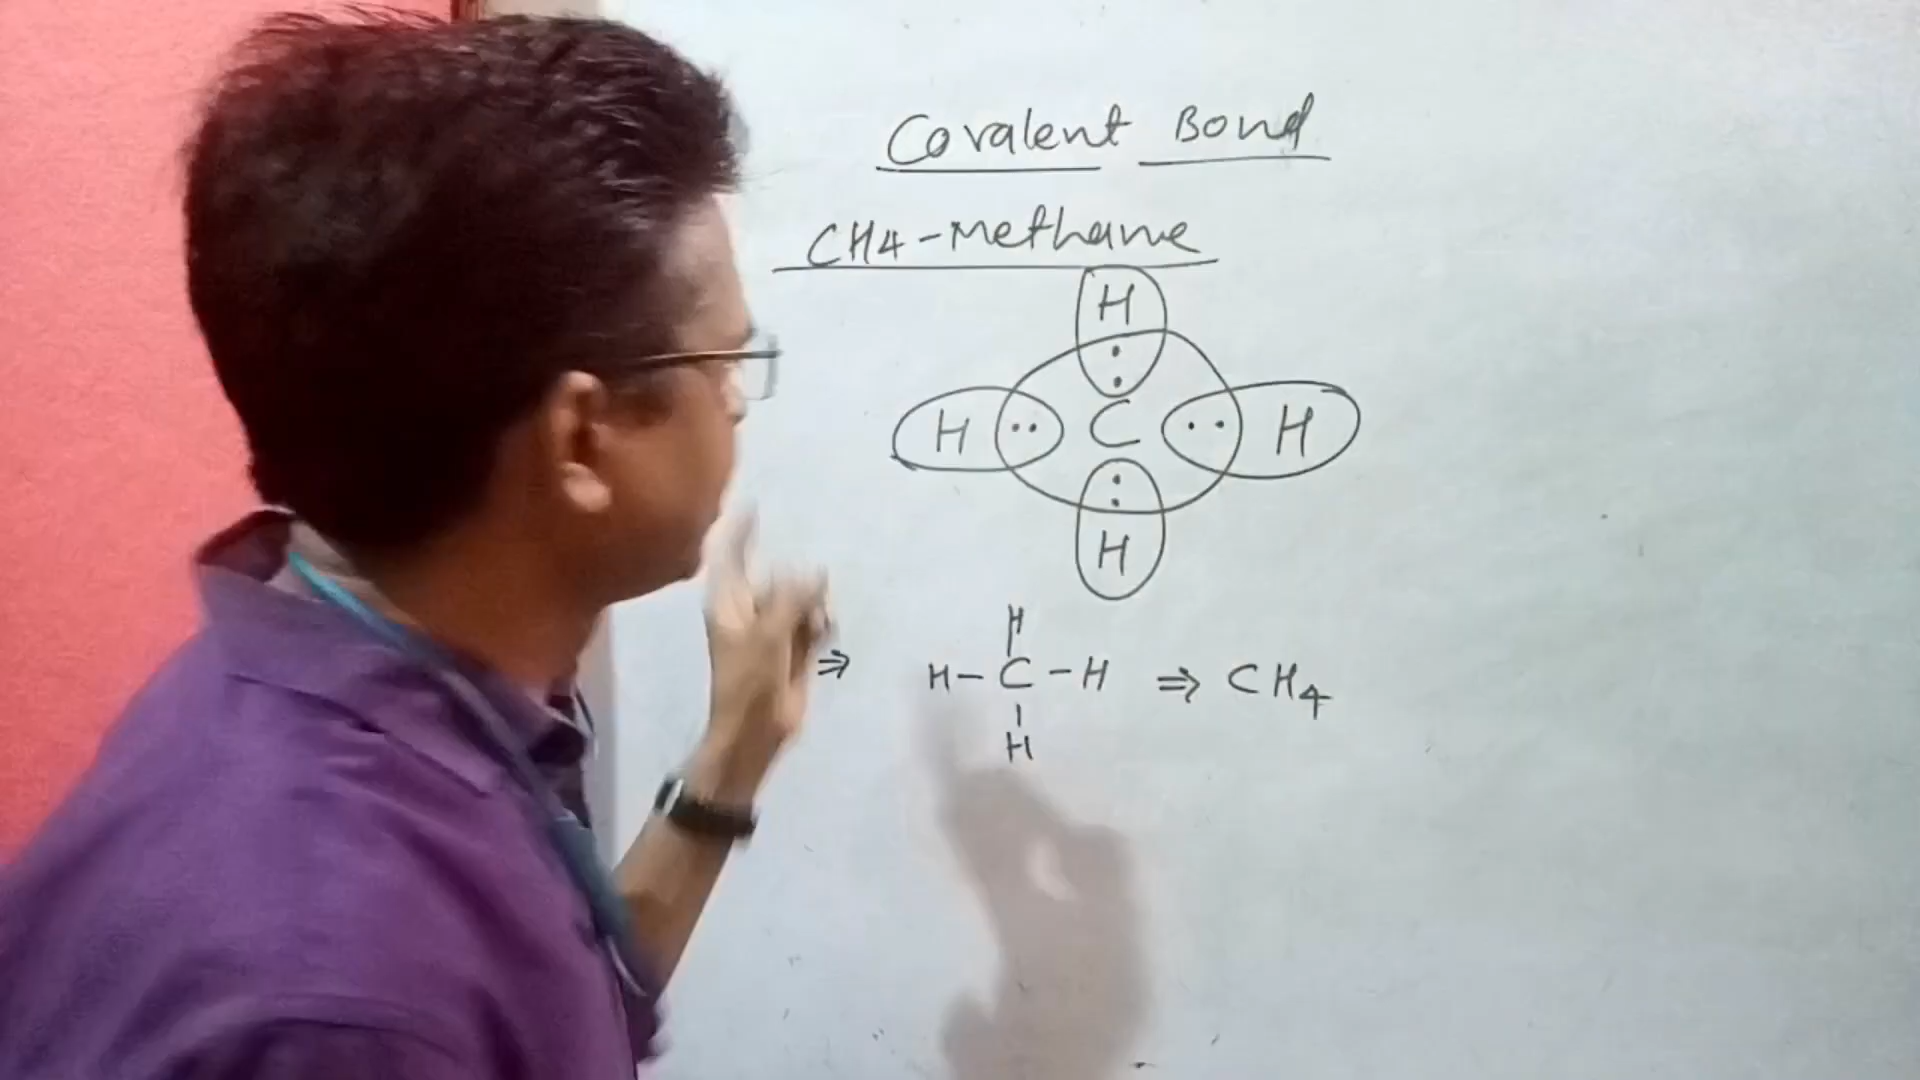 Covalent Bond
CH4-Methane
H
H : C : H
H
H
⇒ H-C-H ⇒ CH4
H